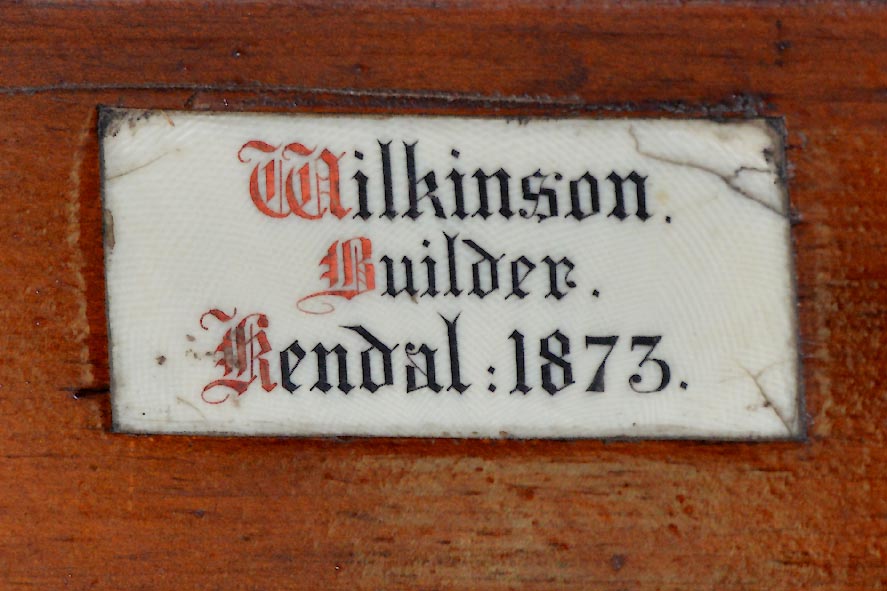 Wilkinson.
Builder.
Kendal : 1873.